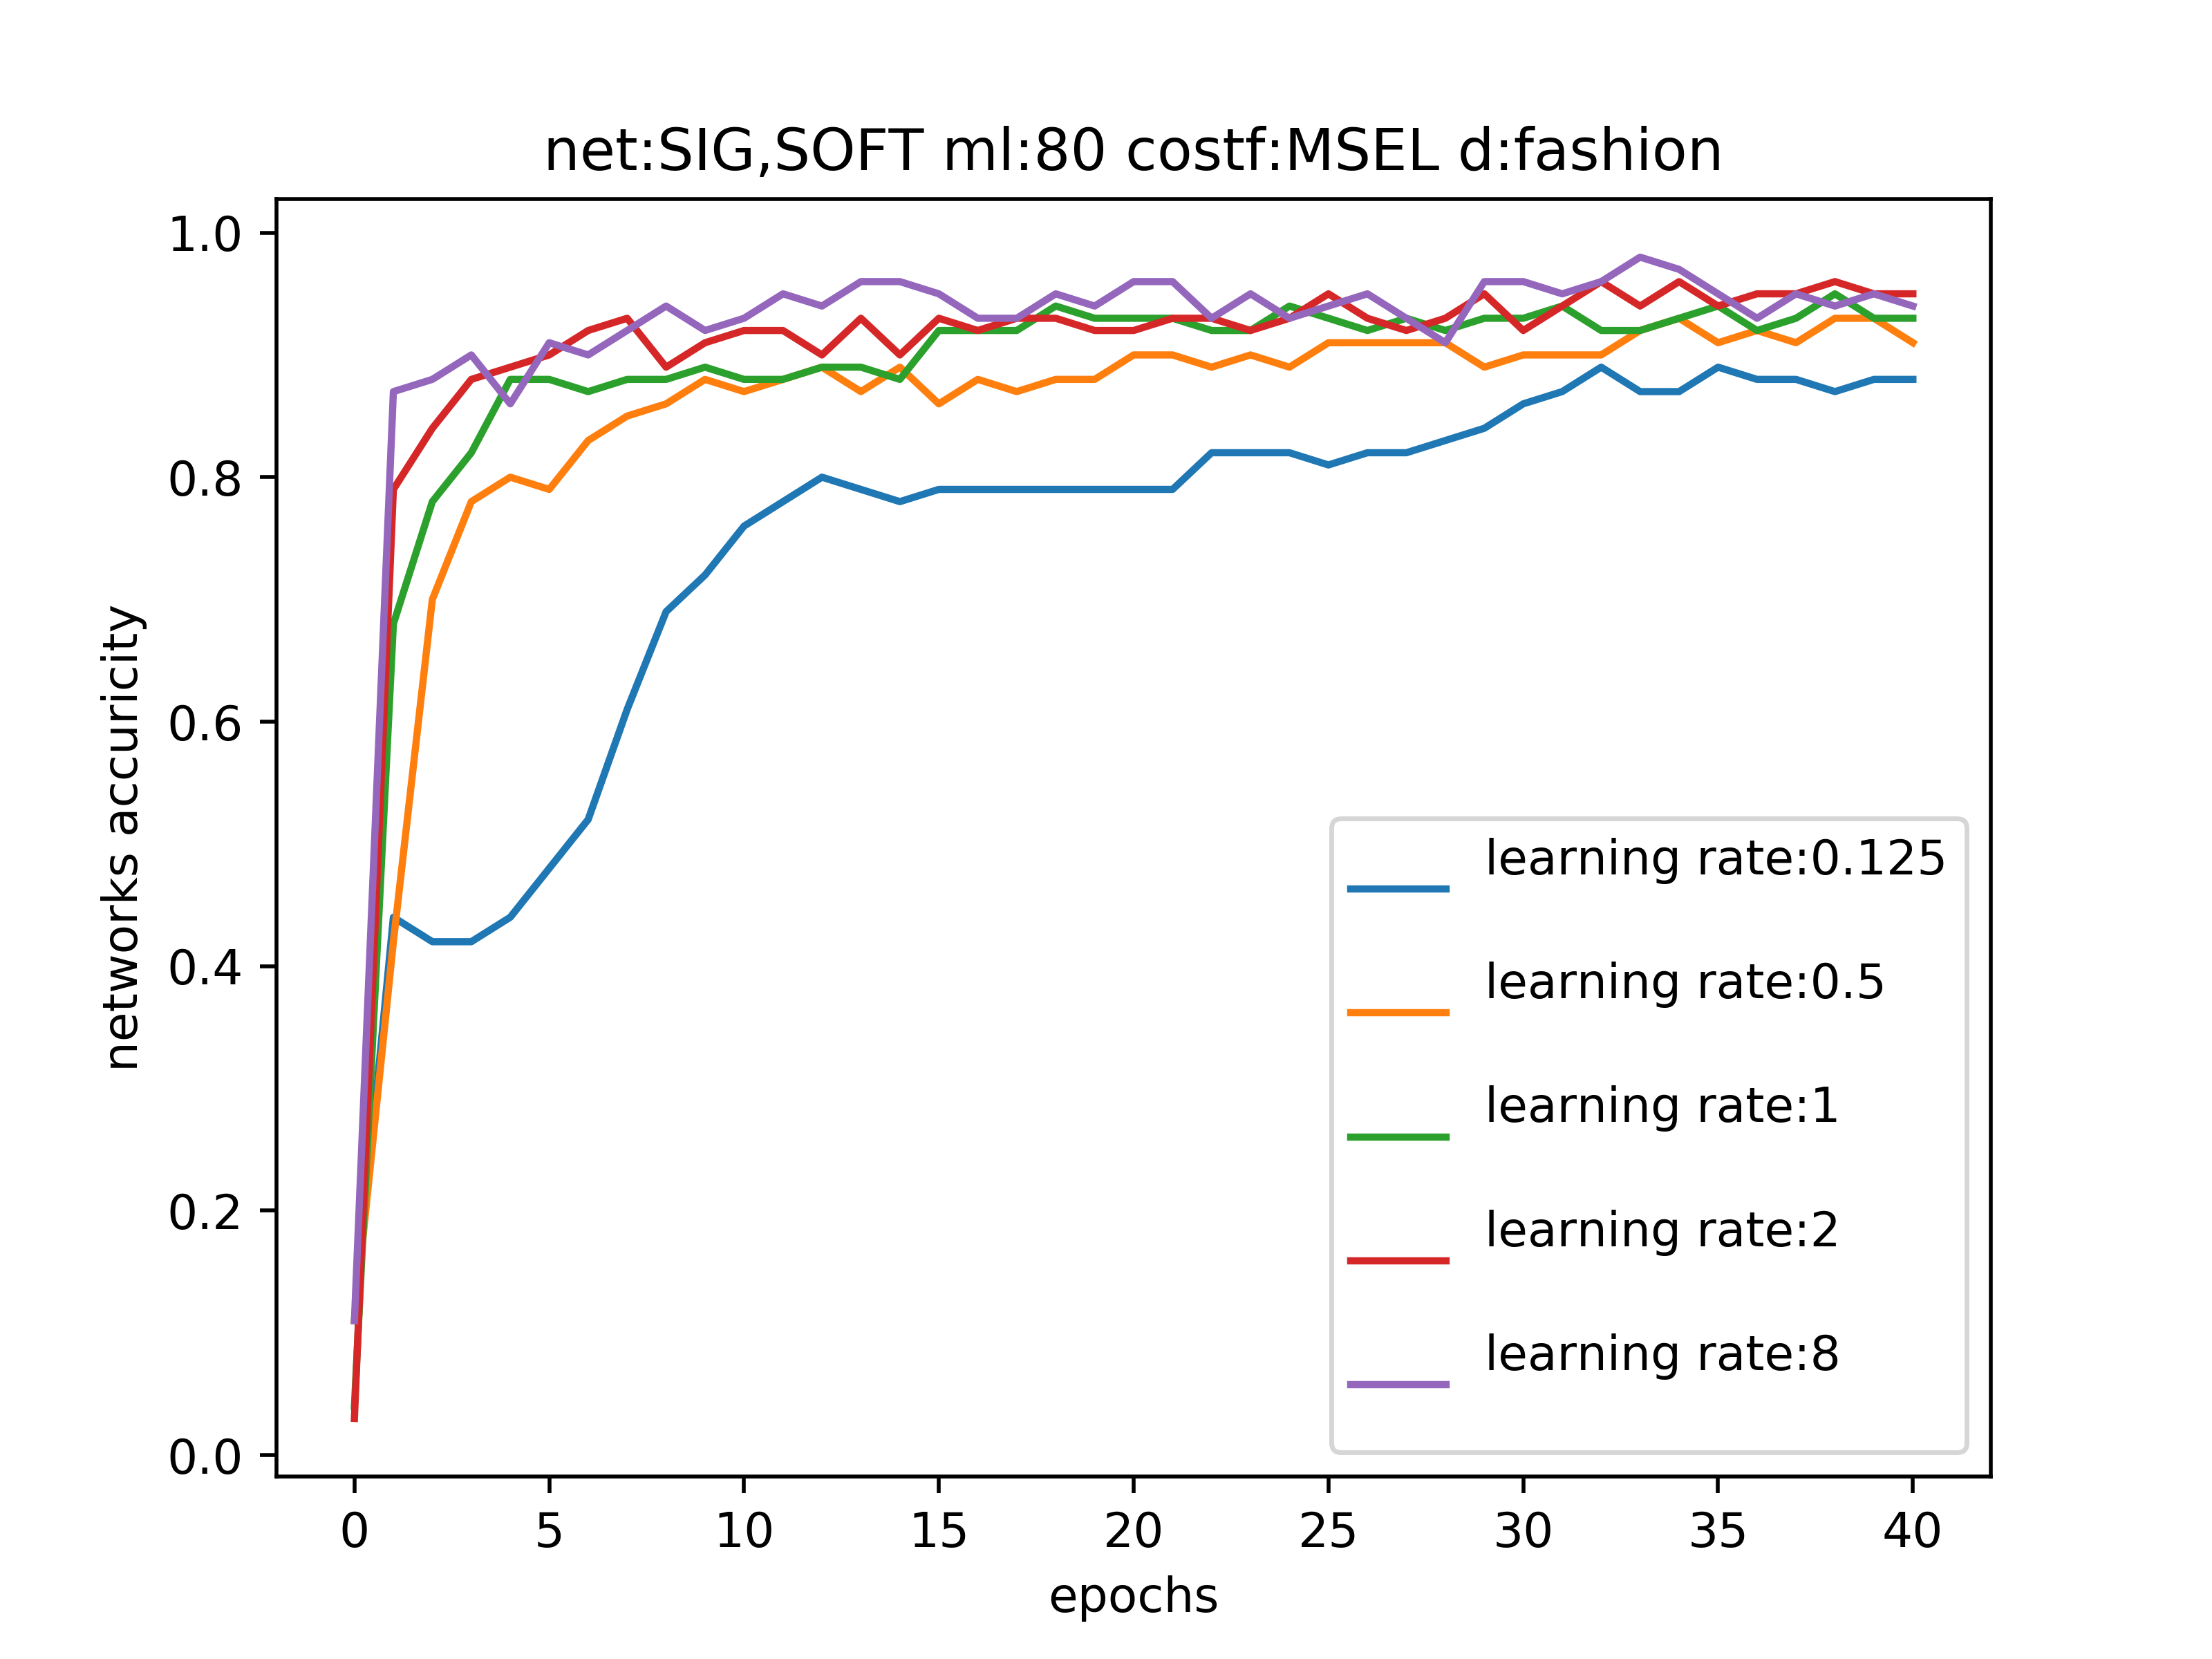 net:SIG,SOFT ml:80 costf:MSEL d:fashion
networks accuricity
1.0
0.8
0.6
0.4
0.2
0.0
learning rate:0.125
learning rate:0.5
learning rate:1
learning rate:2
learning rate:8
0 5 10 15 20 25 30 35 40
epochs